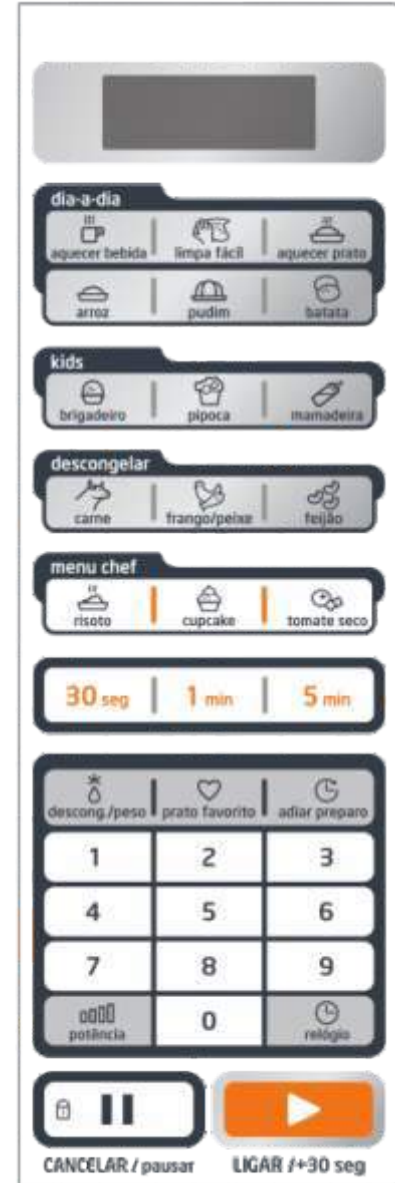 dia-a-dia
aquecer bebida limpa fácil aquecer prato
arroz pudim batata
kids
brigadeiro pipoca mamadeira
descongelar
carne frango/peixe feijão
menu chef
risoto cupcake tomate seco
30 seg 1 min 5 min
descong./peso prato favorito adiar preparo
1 2 3
4 5 6
7 8 9
potência 0 relógio
CANCELAR / pausar LIGAR /+30 seg